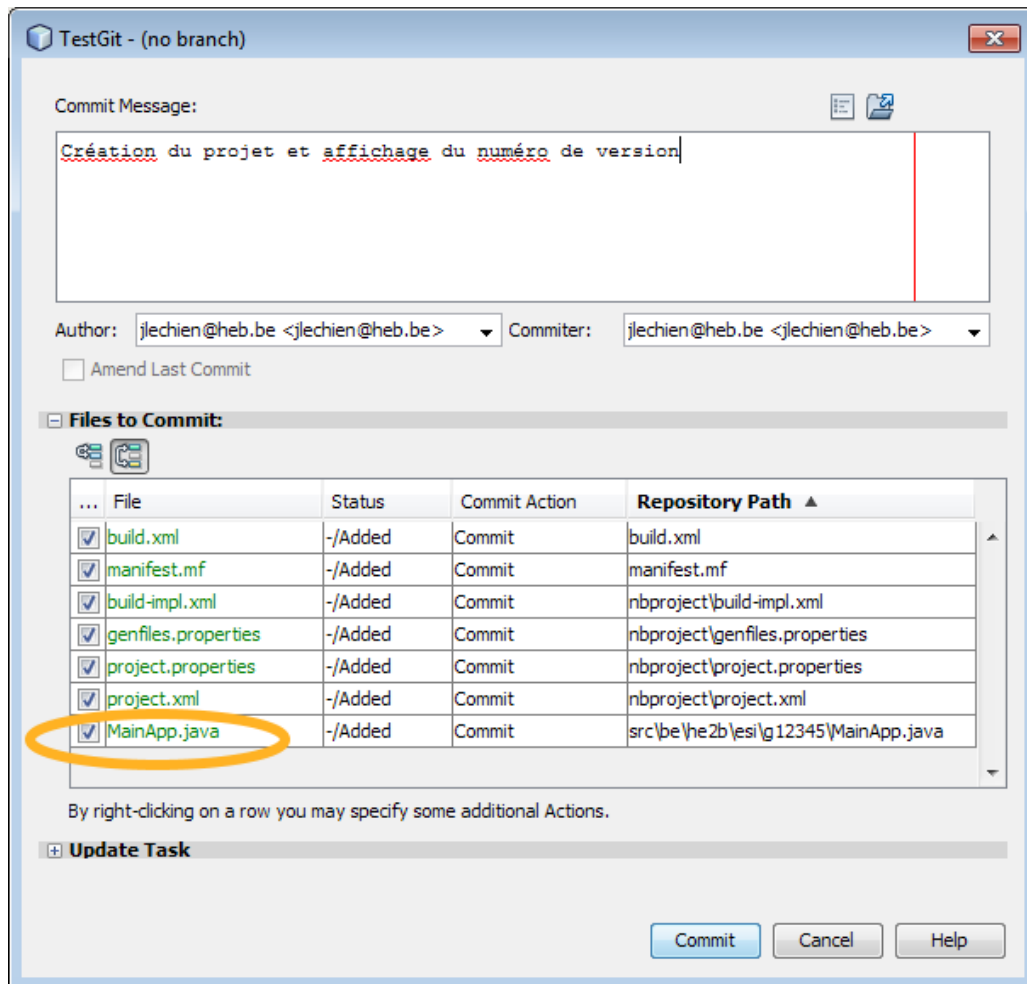 TestGit - (no branch)
Commit Message:
Création du projet et affichage du numéro de version
Author: jlechien@heb.be <jlechien@heb.be> Commiter: jlechien@heb.be <jlechien@heb.be>
Amend Last Commit
Files to Commit:
... File Status Commit Action Repository Path
build.xml -/Added Commit build.xml
manifest.mf -/Added Commit manifest.mf
build-impl.xml -/Added Commit nbproject\build-impl.xml
genfiles.properties -/Added Commit nbproject\genfiles.properties
project.properties -/Added Commit nbproject\project.properties
project.xml -/Added Commit nbproject\project.xml
MainApp.java -/Added Commit src\be\he2b\esi\g12345\MainApp.java
By right-clicking on a row you may specify some additional Actions.
Update Task
Commit Cancel Help